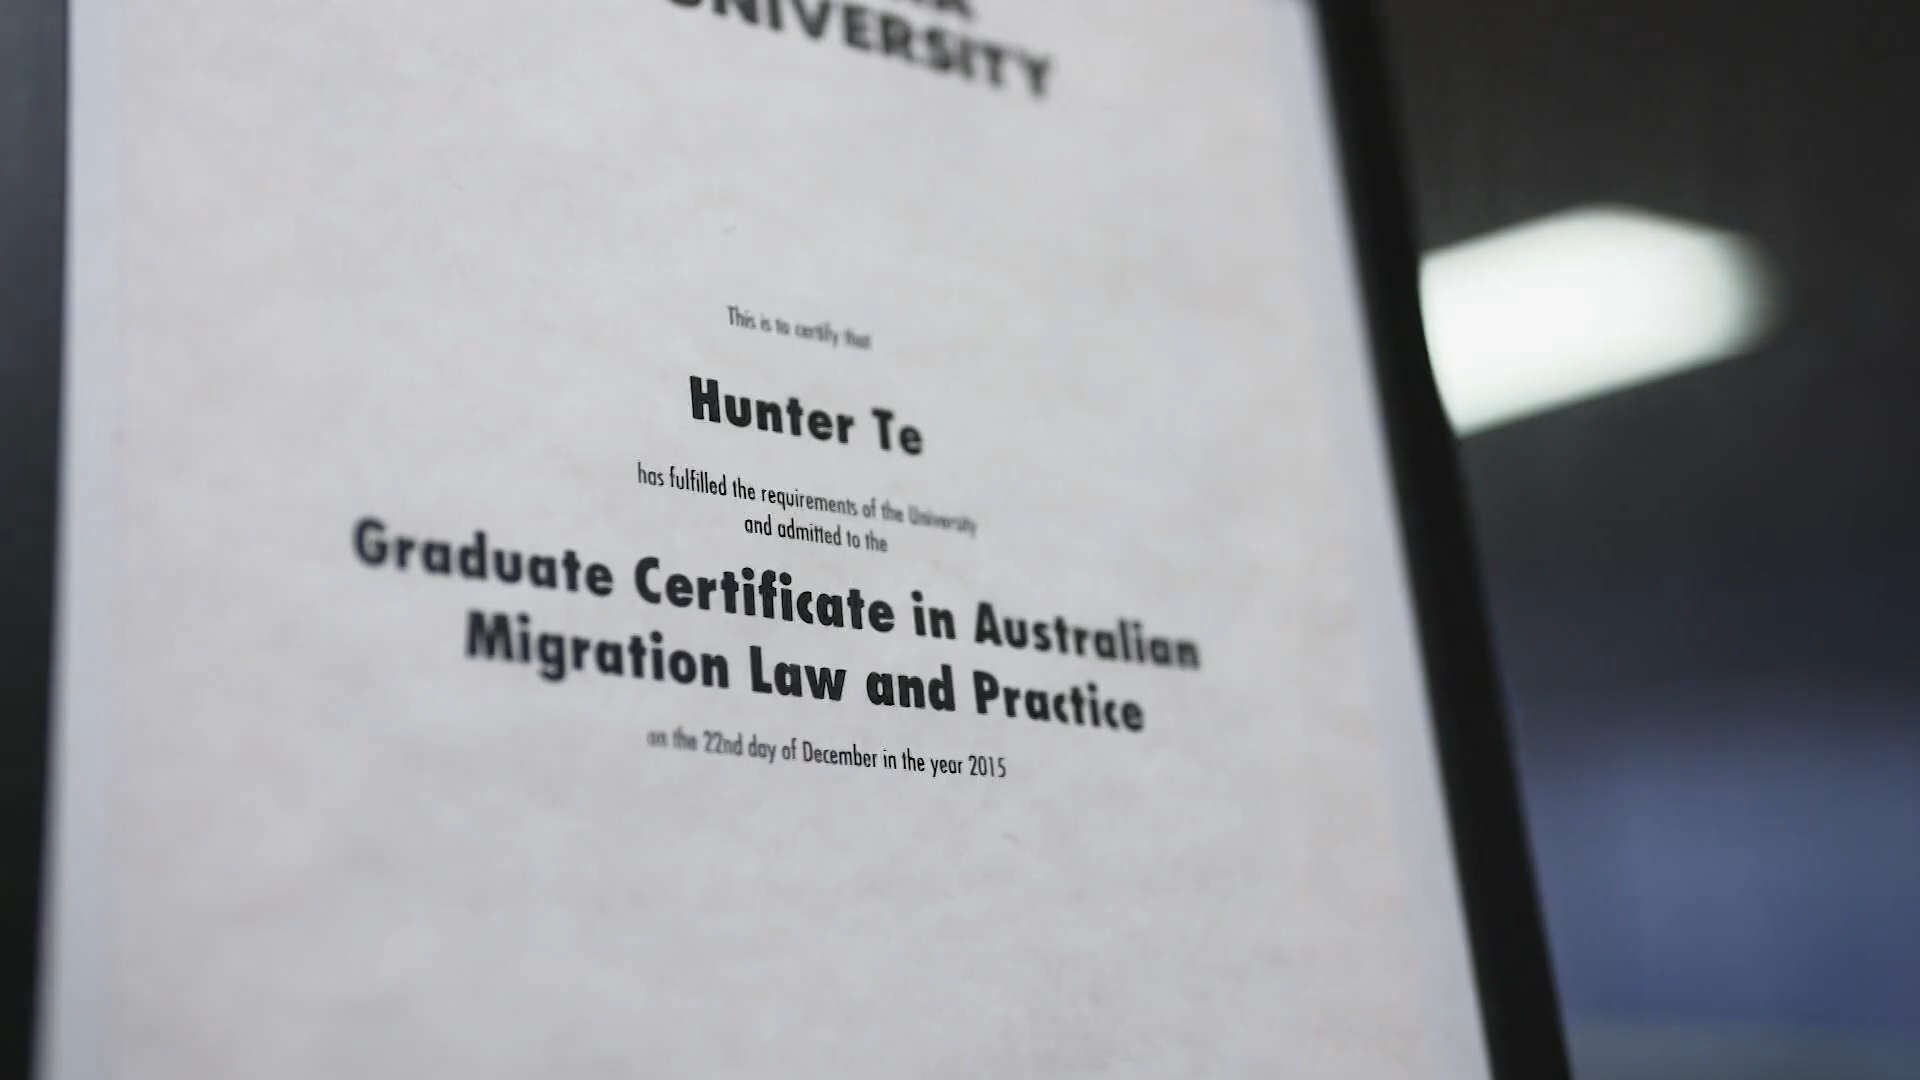 UNIVERSITY
This is to certify that
Hunter Te
has fulfilled the requirements of the University
and admitted to the
Graduate Certificate in Australian
Migration Law and Practice
on the 22nd day of December in the year 2015